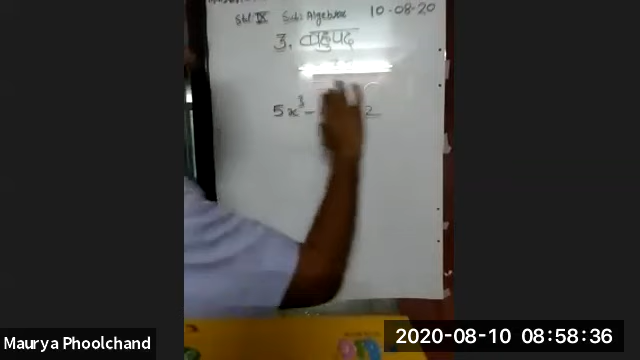 Std IX Sub: Algebra 10-08-20
3. बहुपद
5x³ – 2
Maurya Phoolchand
2020-08-10 08:58:36